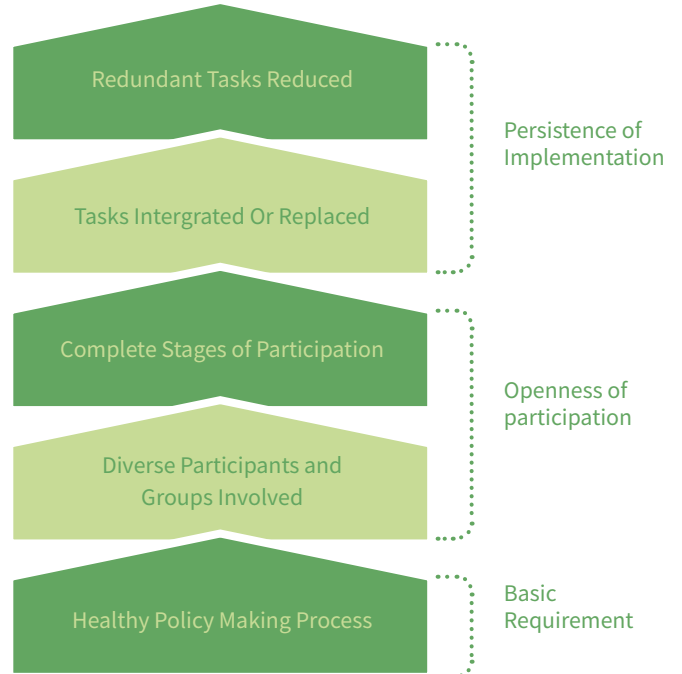 Redundant Tasks Reduced
Persistence of
Implementation
Tasks Intergrated Or Replaced
Complete Stages of Participation
Openness of
participation
Diverse Participants and
Groups Involved
Basic
Requirement
Healthy Policy Making Process